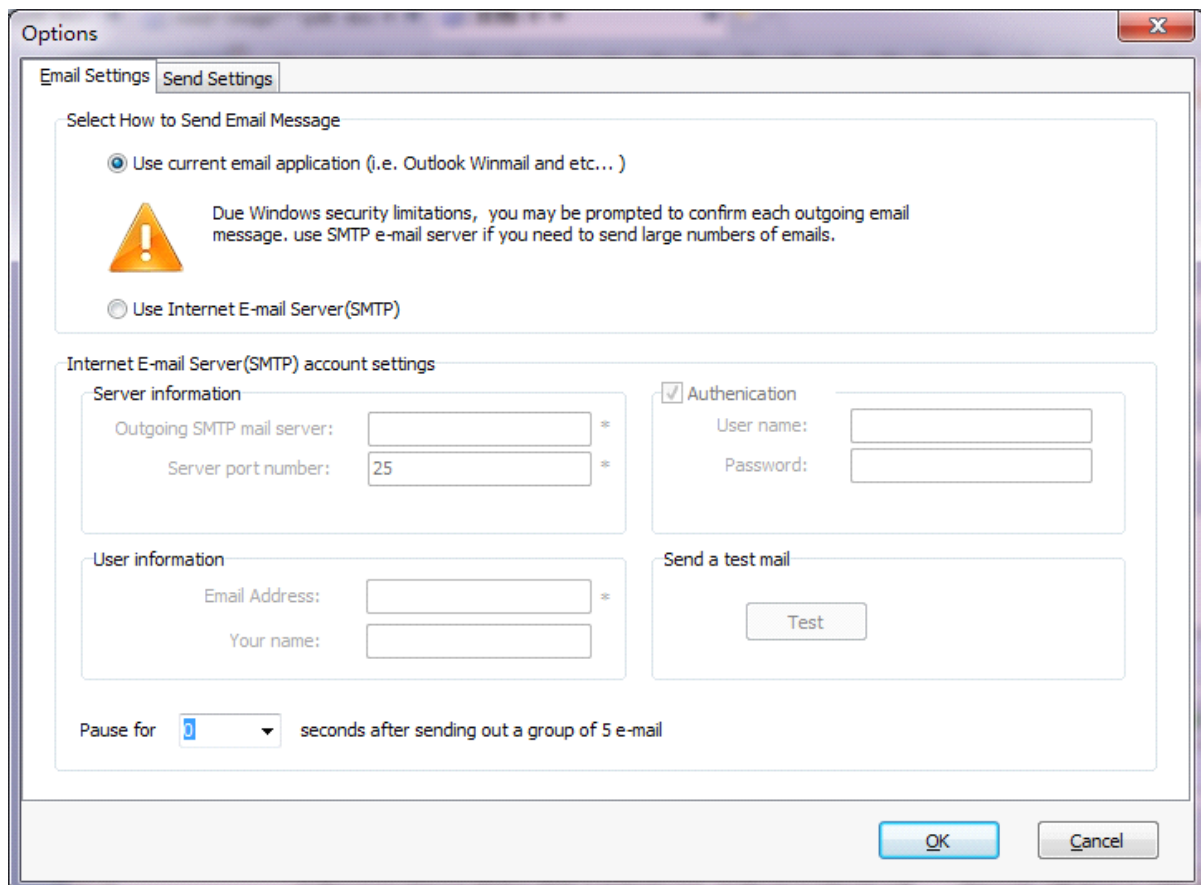 Options
Email Settings
Send Settings
Select How to Send Email Message
Use current email application (i.e. Outlook Winmail and etc... )
Due Windows security limitations, you may be prompted to confirm each outgoing email
message. use SMTP e-mail server if you need to send large numbers of emails.
Use Internet E-mail Server(SMTP)
Internet E-mail Server(SMTP) account settings
Server information
Outgoing SMTP mail server: *
Server port number: 25 *
Authenication
User name:
Password:
User information
Email Address: *
Your name:
Send a test mail
Test
Pause for 0 seconds after sending out a group of 5 e-mail
OK
Cancel